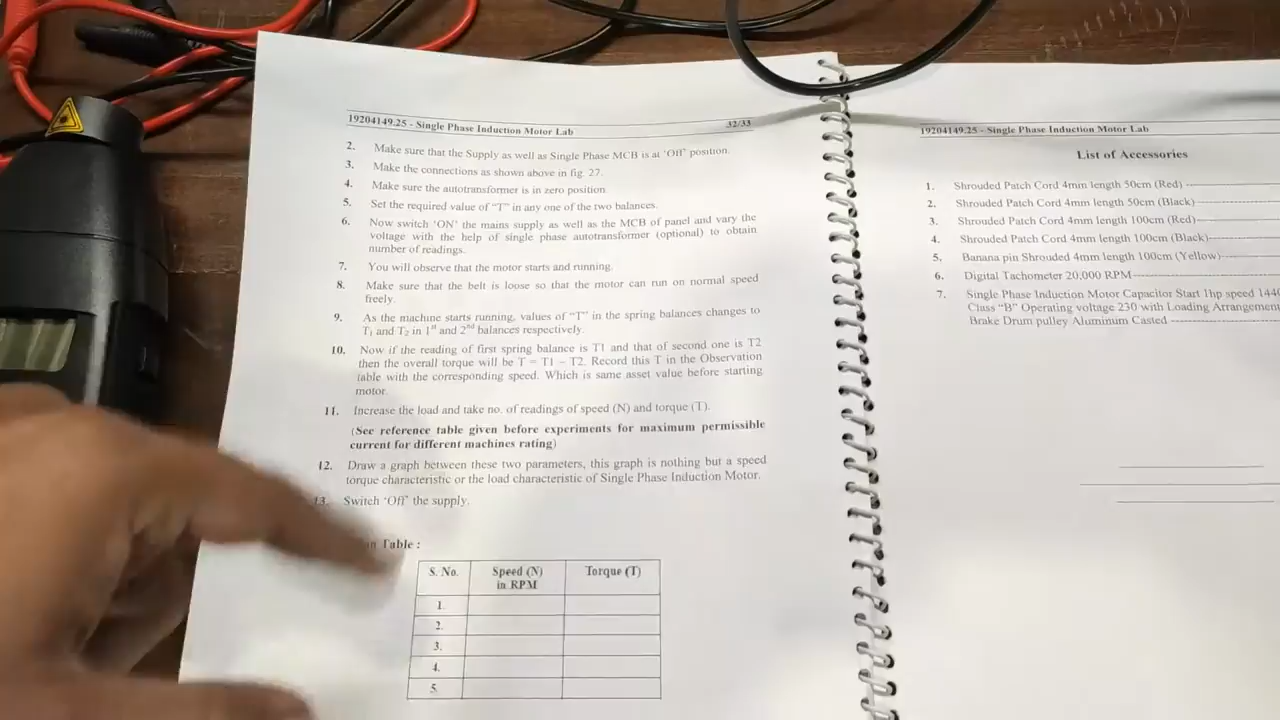 19204149.25 - Single Phase Induction Motor Lab 32/33
2. Make sure that the Supply as well as Single Phase MCB is at 'Off' position.
3. Make the connections as shown above in fig. 27.
4. Make sure the autotransformer is in zero position
5. Set the required value of "T" in any one of the two balances.
6. Now switch 'ON' the mains supply as well as the MCB of panel and vary the
voltage with the help of single phase autotransformer (optional) to obtain
number of readings.
7. You will observe that the motor starts and running.
8. Make sure that the belt is loose so that the motor can run on normal speed
freely.
9. As the machine starts running, values of "T" in the spring balances changes to
T1 and T2 in 1st and 2nd balances respectively.
10. Now if the reading of first spring balance is T1 and that of second one is T2
then the overall torque will be T = T1 – T2. Record this T in the Observation
table with the corresponding speed. Which is same asset value before starting
motor.
11. Increase the load and take no. of readings of speed (N) and torque (T).
(See reference table given before experiments for maximum permissible
current for different machines rating)
12. Draw a graph between these two parameters, this graph is nothing but a speed
torque characteristic or the load characteristic of Single Phase Induction Motor.
13. Switch 'Off' the supply.
Table :
S. No. Speed (N) Torque (T)
in RPM
1.
2.
3.
4.
5.
19204149.25 - Single Phase Induction Motor Lab
List of Accessories
1. Shrouded Patch Cord 4mm length 50cm (Red)
2. Shrouded Patch Cord 4mm length 50cm (Black)
3. Shrouded Patch Cord 4mm length 100cm (Red)
4. Shrouded Patch Cord 4mm length 100cm (Black)
5. Banana pin Shrouded 4mm length 100cm (Yellow)
6. Digital Tachometer 20,000 RPM
7. Single Phase Induction Motor Capacitor Start 1hp speed 1440
Class "B" Operating voltage 230 with Loading Arrangement
Brake Drum pulley Aluminum Casted